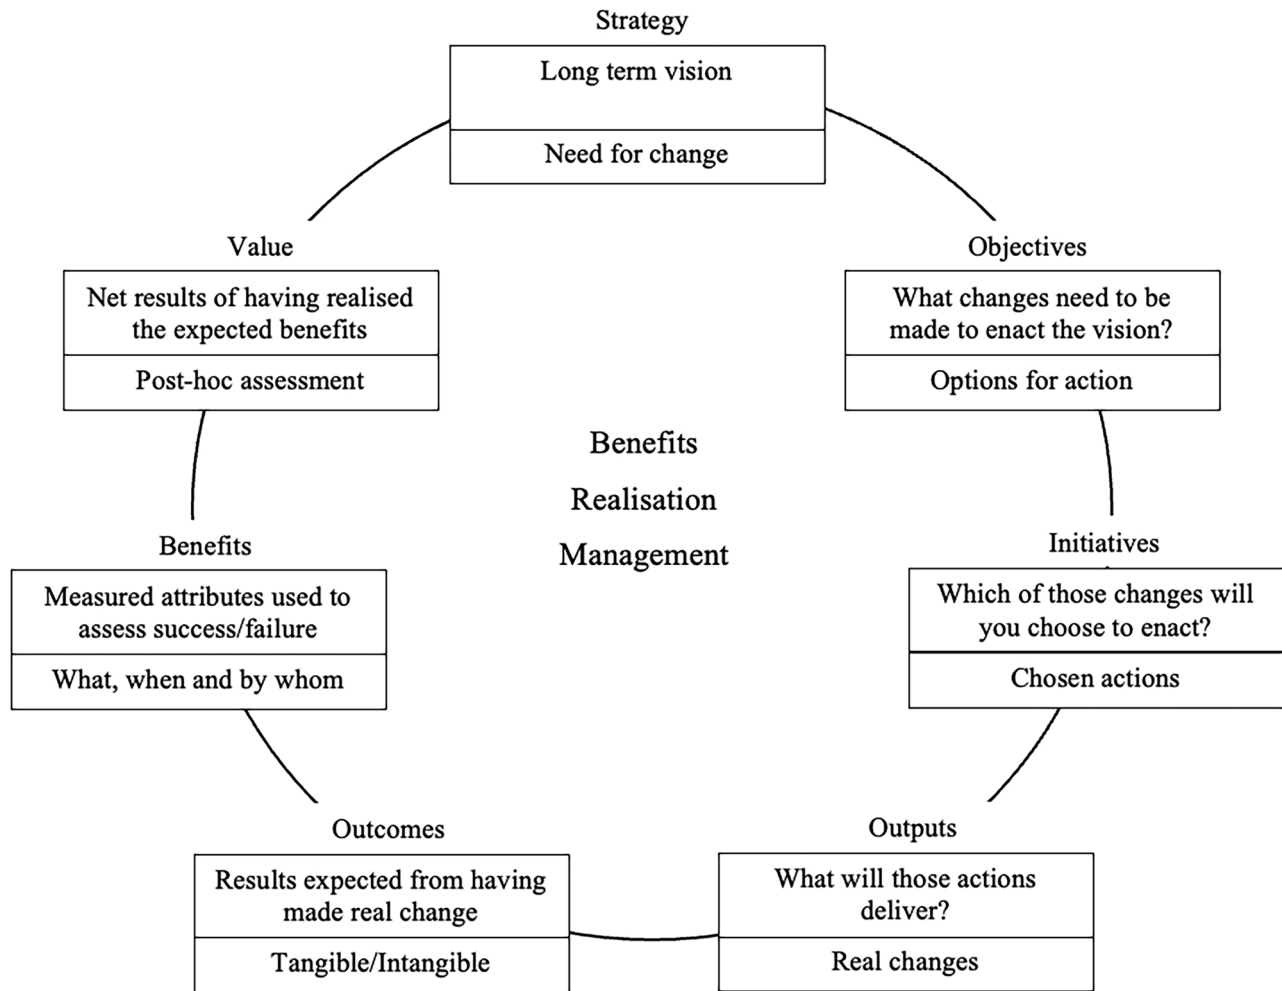 Strategy
Long term vision
Need for change
Objectives
What changes need to be
made to enact the vision?
Options for action
Initiatives
Which of those changes will
you choose to enact?
Chosen actions
Outputs
What will those actions
deliver?
Real changes
Outcomes
Results expected from having
made real change
Tangible/Intangible
Benefits
Measured attributes used to
assess success/failure
What, when and by whom
Value
Net results of having realised
the expected benefits
Post-hoc assessment
Benefits
Realisation
Management